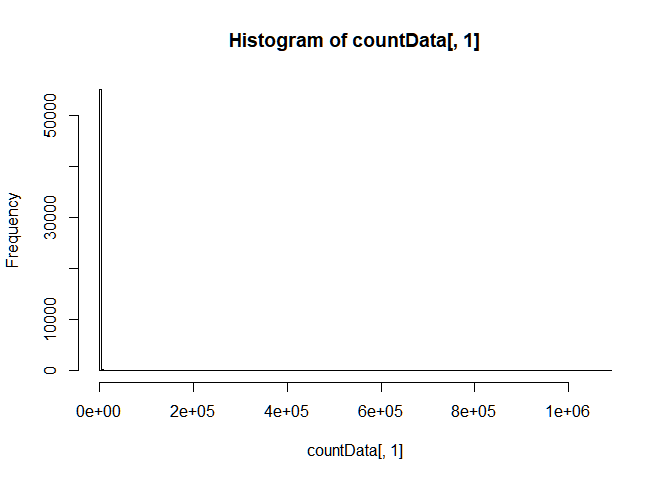 Histogram of countData[, 1]
Frequency
50000
30000
10000
0
0e+00 2e+05 4e+05 6e+05 8e+05 1e+06
countData[, 1]